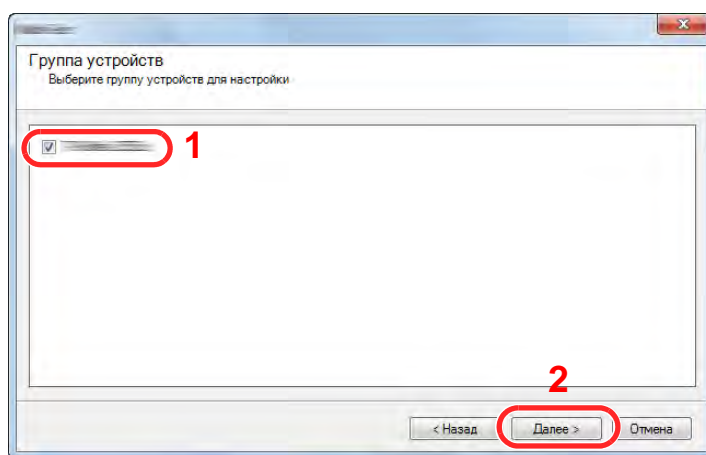 Группа устройств
Выберите группу устройств для настройки
1
2
< Назад
Далее >
Отмена